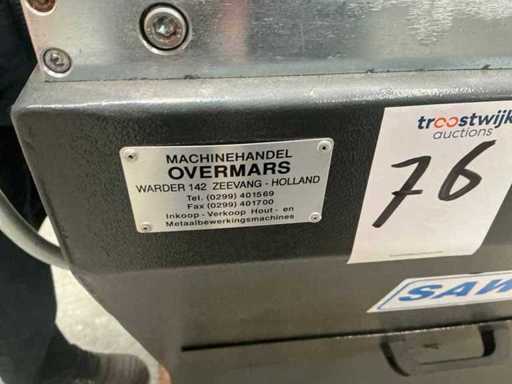 MACHINEHANDEL
OVERMARS
WARDER 142 ZEEVANG - HOLLAND
Tel. (0299) 401569
Fax (0299) 401700
Inkoop - Verkoop Hout - en
Metaalbewerkingsmachines
troostwijk
auctions
76
SAW